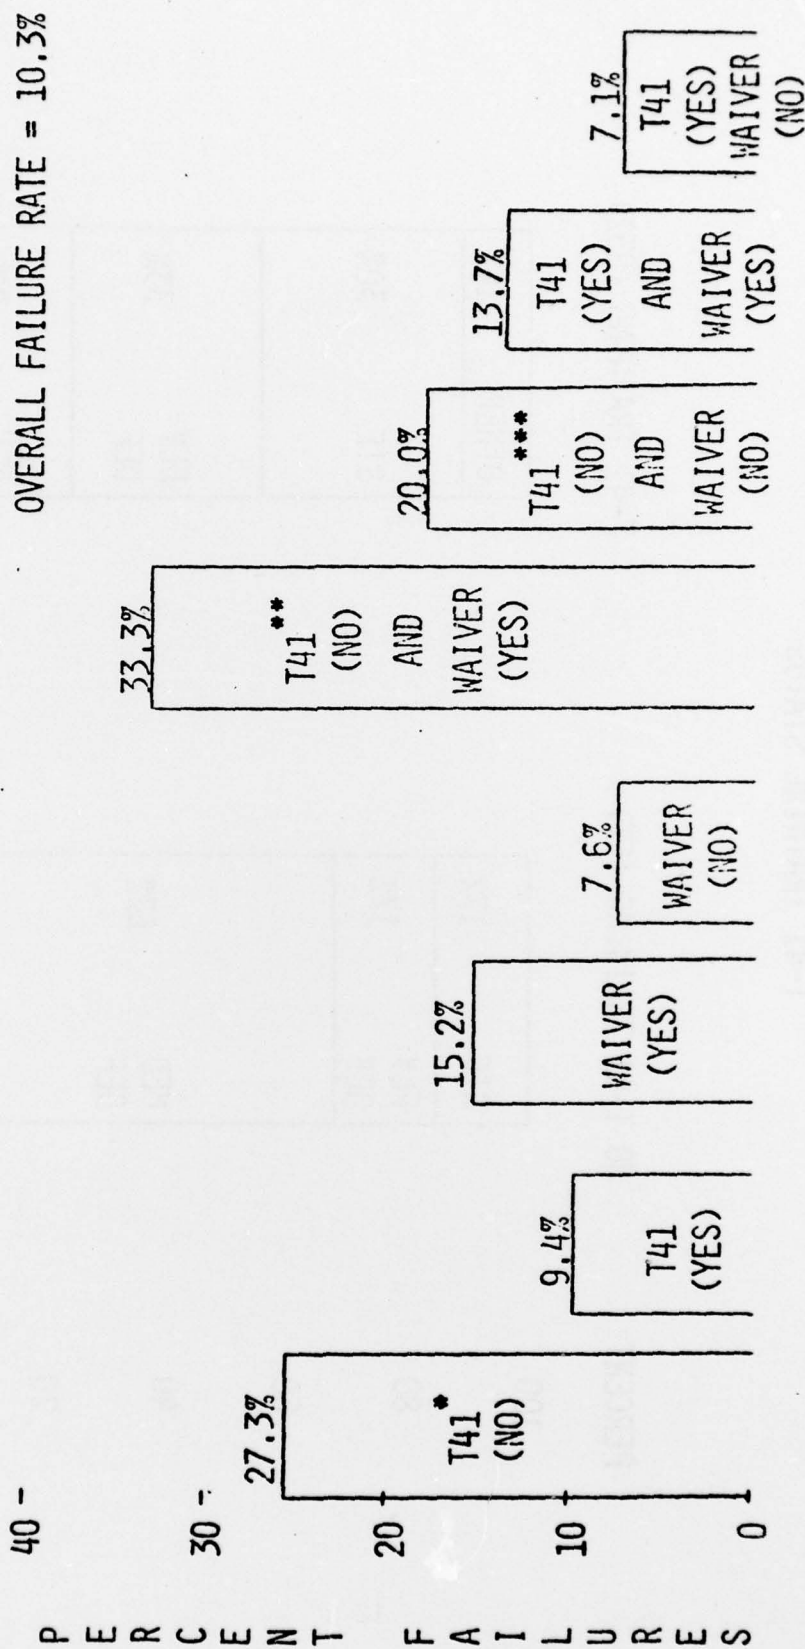 OVERALL FAILURE RATE = 10.3%
PERCENT FAILURES
40
30
20
10
0
27.3%
T41*
(NO)
9.4%
T41
(YES)
15.2%
WAIVER
(YES)
7.6%
WAIVER
(NO)
33.3%
T41**
(NO)
AND
WAIVER
(YES)
20.0%
T41***
(NO)
AND
WAIVER
(NO)
13.7%
T41
(YES)
AND
WAIVER
(YES)
7.1%
T41
(YES)
WAIVER
(NO)